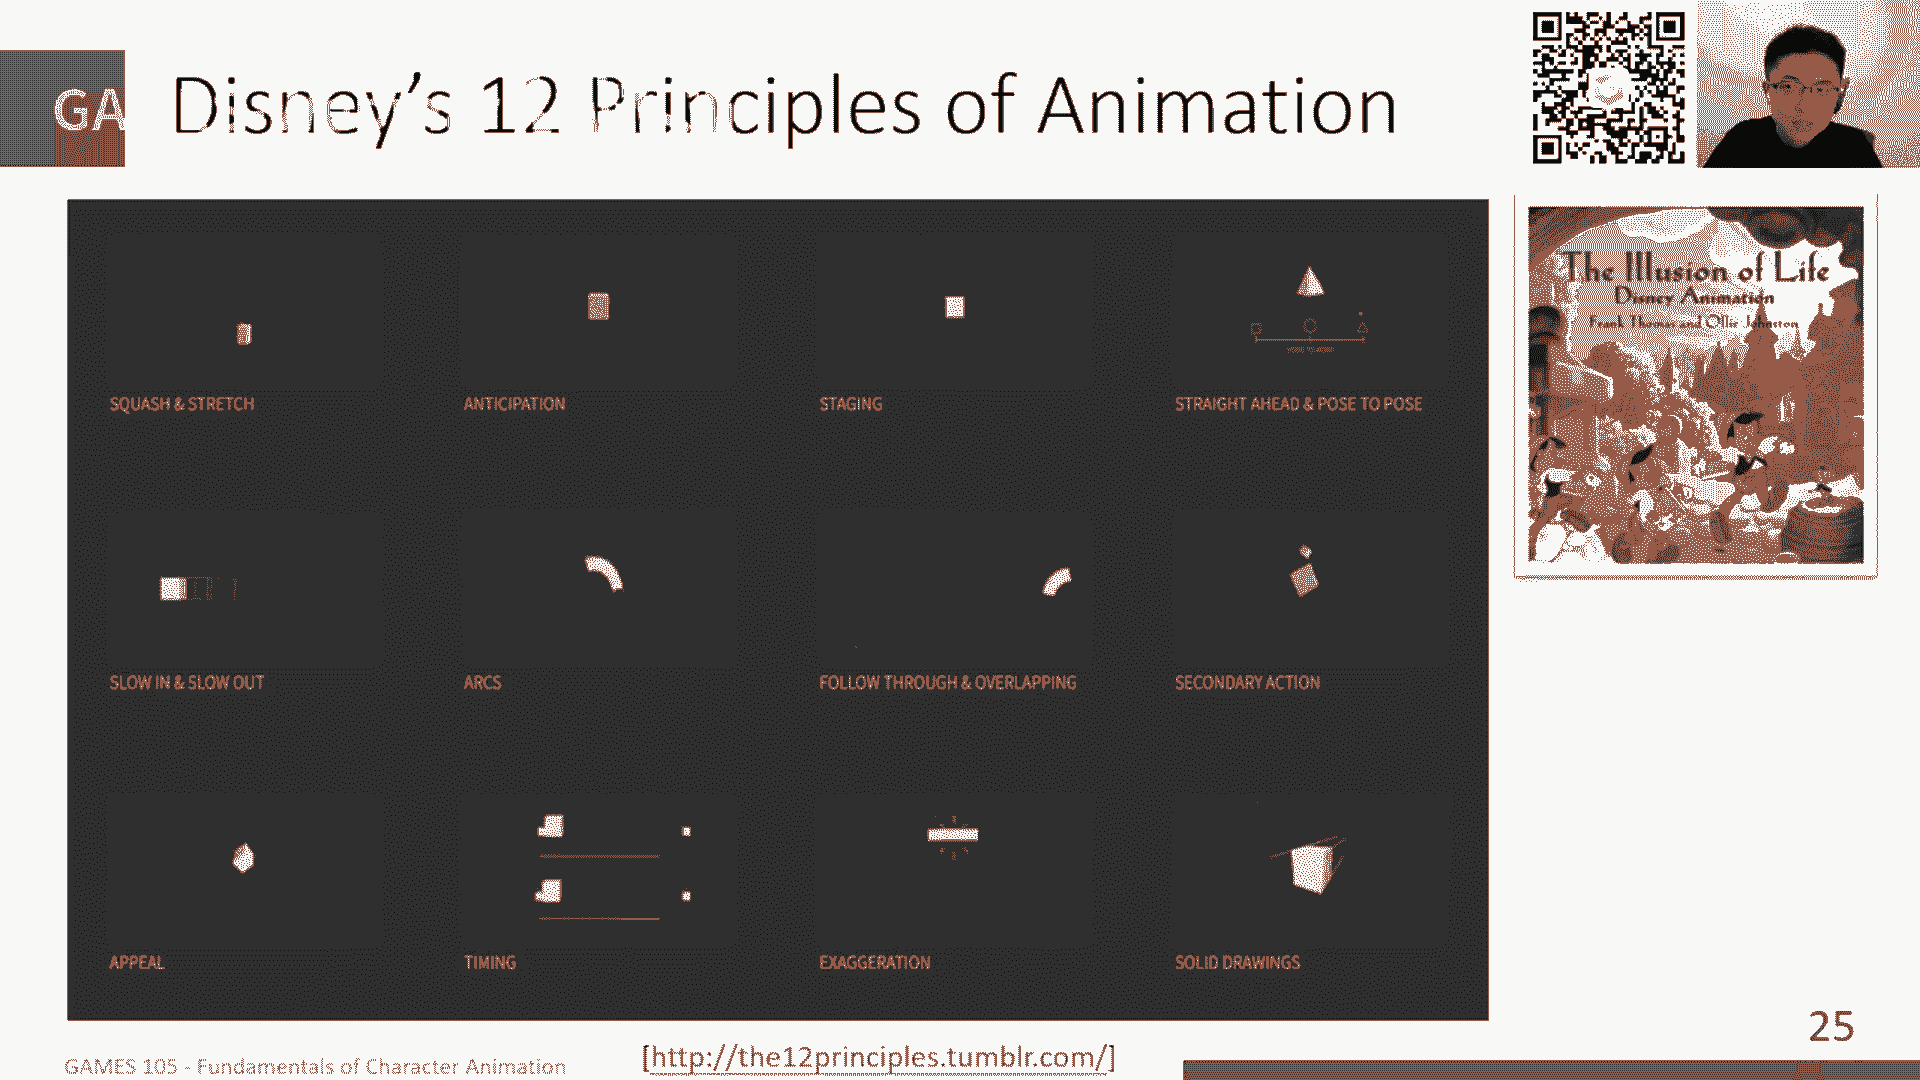 GA
Disney's 12 Principles of Animation
The Illusion of Life
Disney Animation
Frank Thomas and Ollie Johnston
SQUASH & STRETCH
ANTICIPATION
STAGING
STRAIGHT AHEAD & POSE TO POSE
SLOW IN & SLOW OUT
ARCS
FOLLOW THROUGH & OVERLAPPING
SECONDARY ACTION
APPEAL
TIMING
EXAGGERATION
SOLID DRAWINGS
25
GAMES 105 - Fundamentals of Character Animation
[http://the12principles.tumblr.com/]